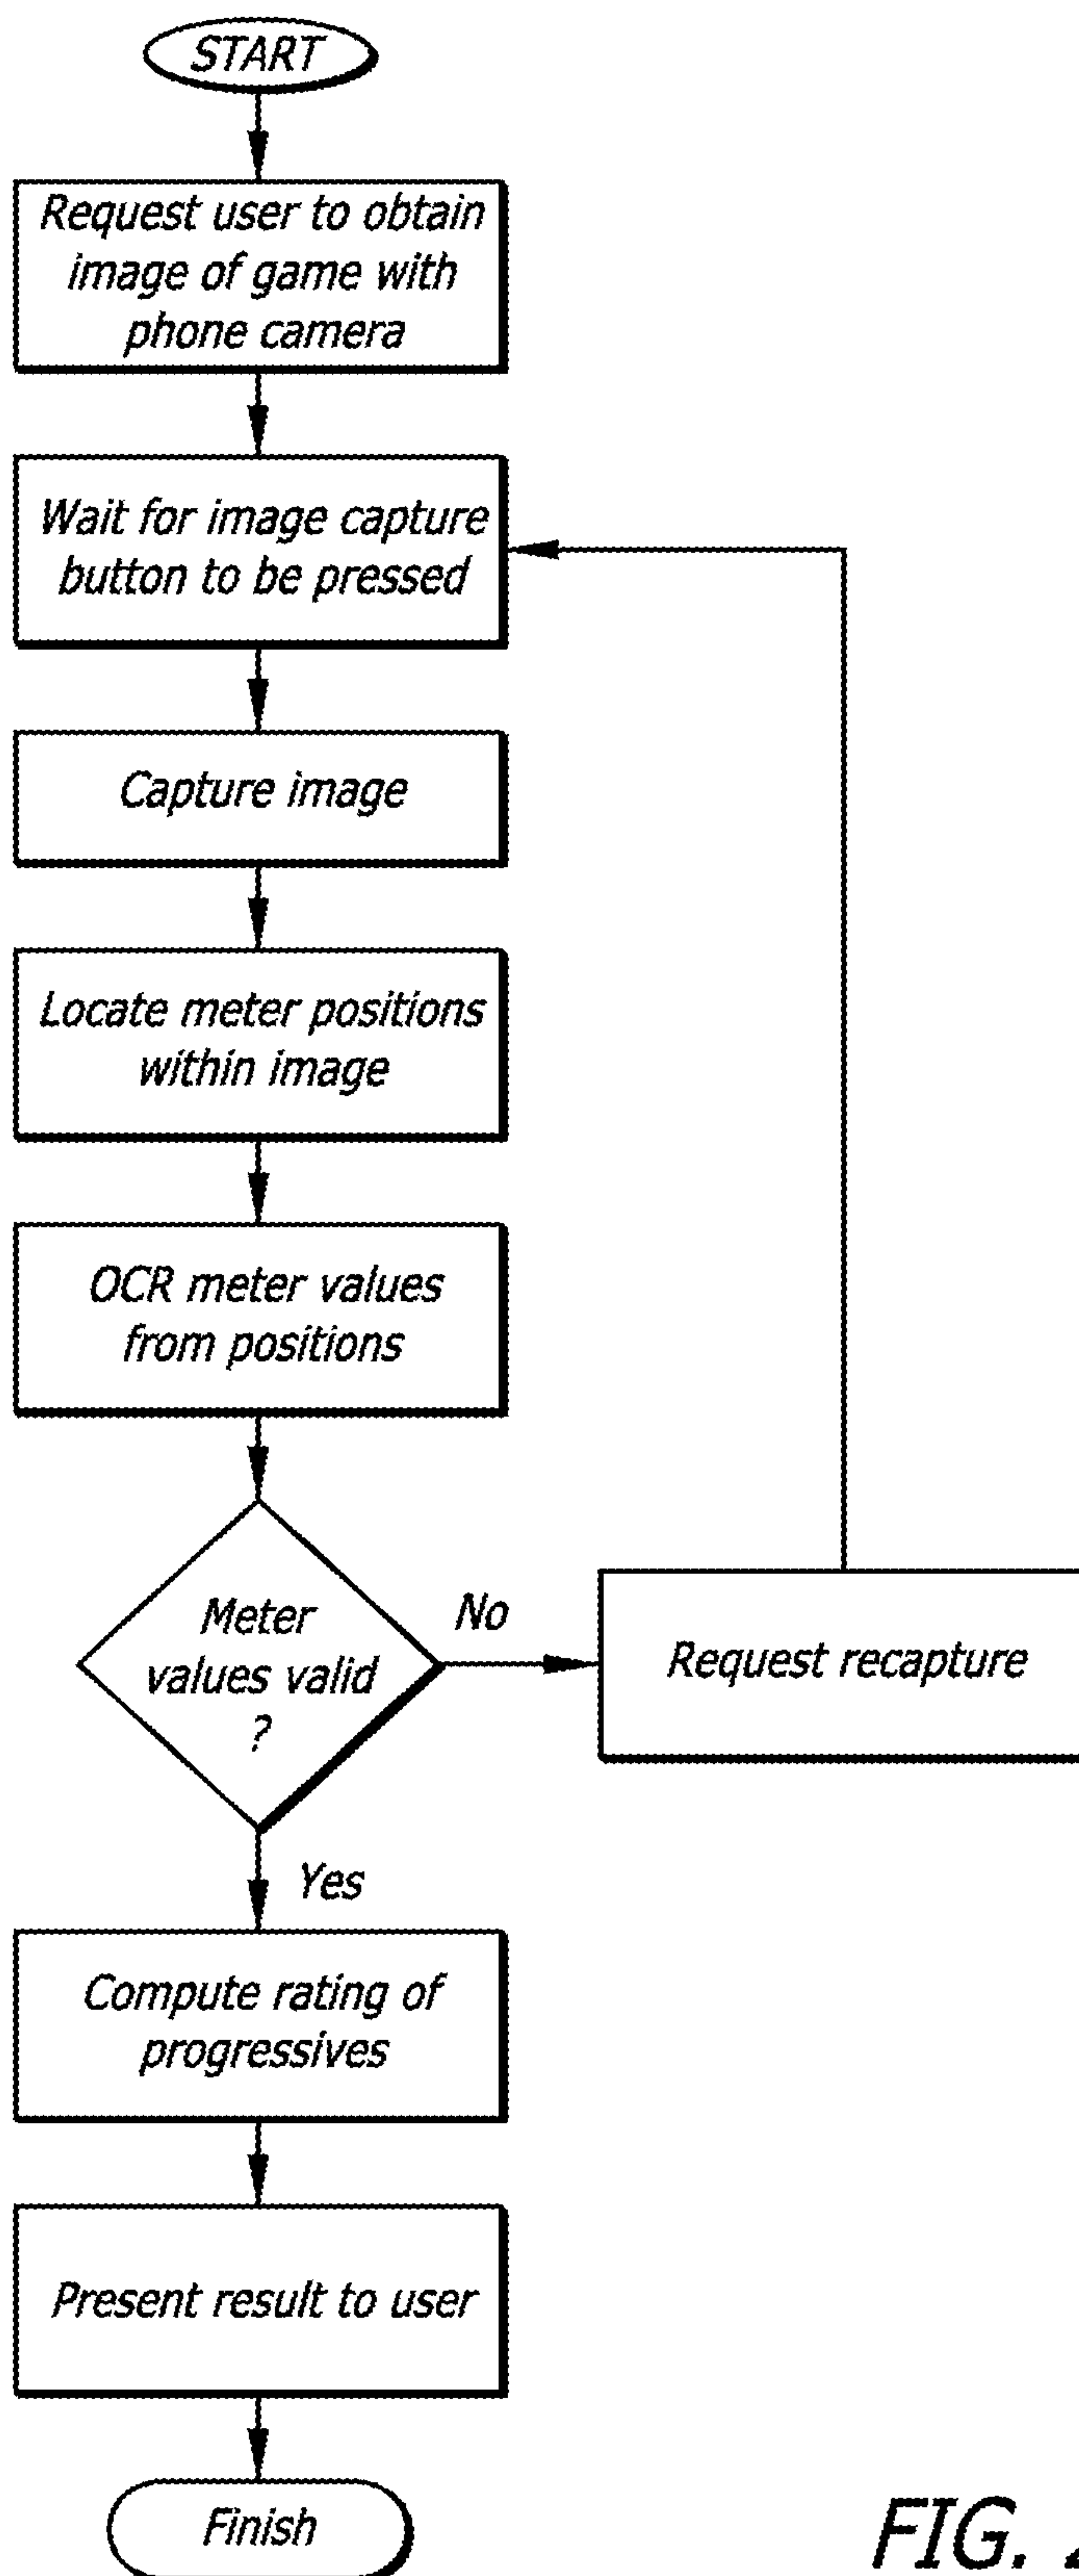 START
Request user to obtain
image of game with
phone camera
Wait for image capture
button to be pressed
Capture image
Locate meter positions
within image
OCR meter values
from positions
Meter
values valid
?
No
Request recapture
Yes
Compute rating of
progressives
Present result to user
Finish
FIG.